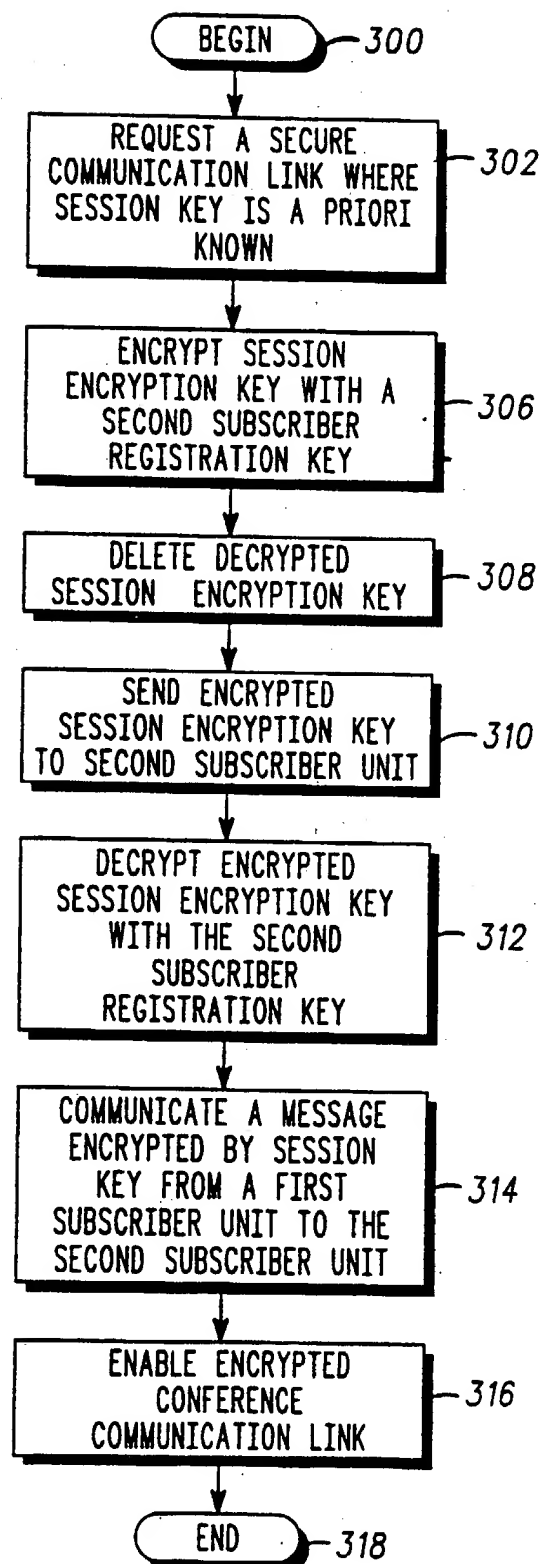 BEGIN
300
REQUEST A SECURE
COMMUNICATION LINK WHERE
SESSION KEY IS A PRIORI
KNOWN
302
ENCRYPT SESSION
ENCRYPTION KEY WITH A
SECOND SUBSCRIBER
REGISTRATION KEY
306
DELETE DECRYPTED
SESSION ENCRYPTION KEY
308
SEND ENCRYPTED
SESSION ENCRYPTION KEY
TO SECOND SUBSCRIBER UNIT
310
DECRYPT ENCRYPTED
SESSION ENCRYPTION KEY
WITH THE SECOND
SUBSCRIBER
REGISTRATION KEY
312
COMMUNICATE A MESSAGE
ENCRYPTED BY SESSION
KEY FROM A FIRST
SUBSCRIBER UNIT TO THE
SECOND SUBSCRIBER UNIT
314
ENABLE ENCRYPTED
CONFERENCE
COMMUNICATION LINK
316
END
318